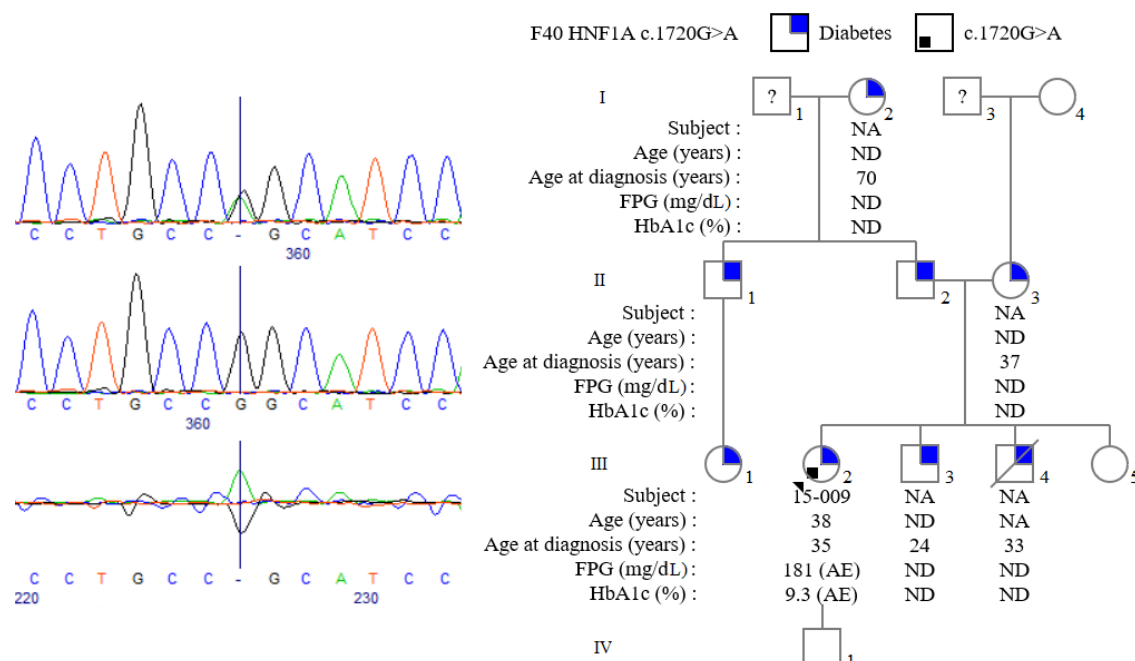 F40 HNF1A c.1720G>A Diabetes c.1720G>A
C C T G C C - G C A T C C
360
C C T G C C G G C A T C C
360
C C T G C C - G C A T C C
220 230
I ? 1 2 ? 3 4
Subject : NA
Age (years) : ND
Age at diagnosis (years) : 70
FPG (mg/dL) : ND
HbA1c (%) : ND
II 1 2 3
Subject : NA
Age (years) : ND
Age at diagnosis (years) : 37
FPG (mg/dL) : ND
HbA1c (%) : ND
III 1 2 3 4 5
Subject : 15-009 NA NA
Age (years) : 38 ND NA
Age at diagnosis (years) : 35 24 33
FPG (mg/dL) : 181 (AE) ND ND
HbA1c (%) : 9.3 (AE) ND ND
IV 1